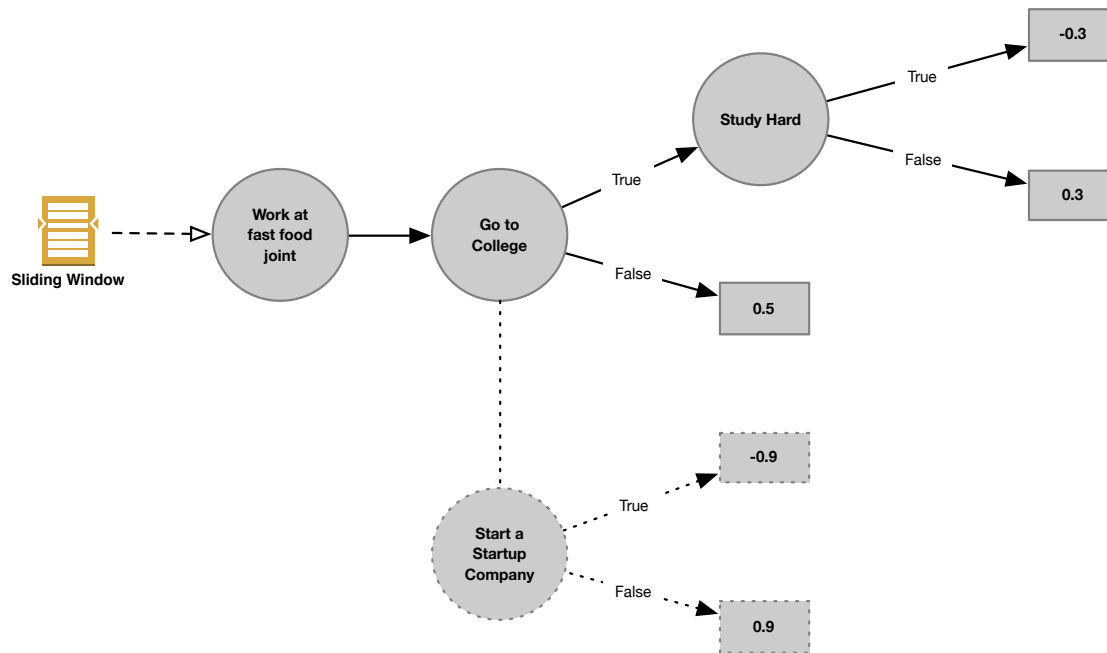 -0.3
True
Study Hard
False
True
0.3
Work at
fast food
joint
Go to
College
Sliding Window
False
0.5
-0.9
True
Start a
Startup
Company
False
0.9